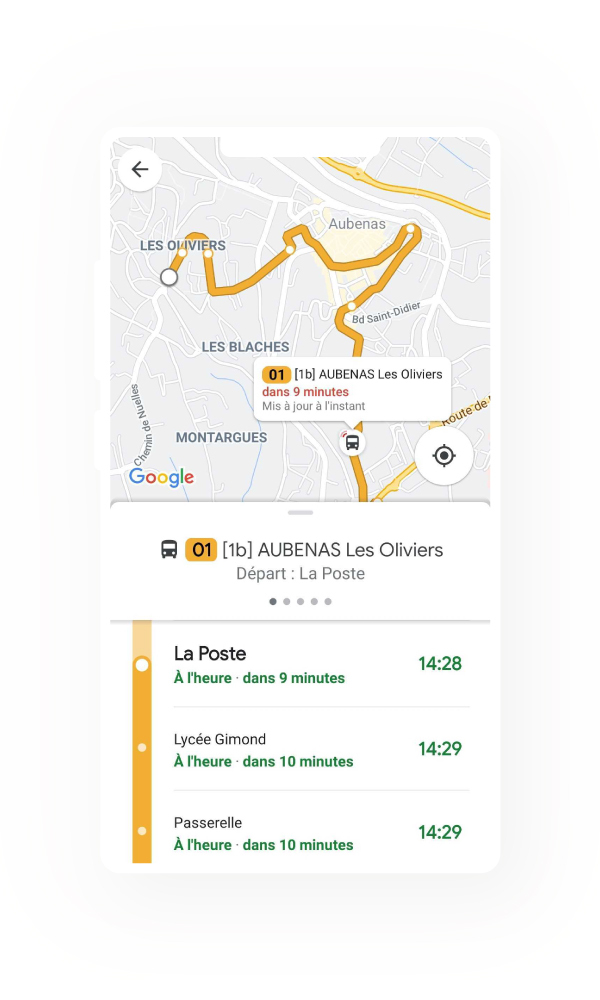 Aubenas
LES OLIVIERS
Bd Saint-Didier
LES BLACHES
01 [1b] AUBENAS Les Oliviers
dans 9 minutes
Mis à jour à l'instant
Route de
Chemin de Nuelles
MONTARGUES
Google
01 [1b] AUBENAS Les Oliviers
Départ : La Poste
La Poste
14:28
À l'heure · dans 9 minutes
Lycée Gimond
14:29
À l'heure · dans 10 minutes
Passerelle
14:29
À l'heure · dans 10 minutes